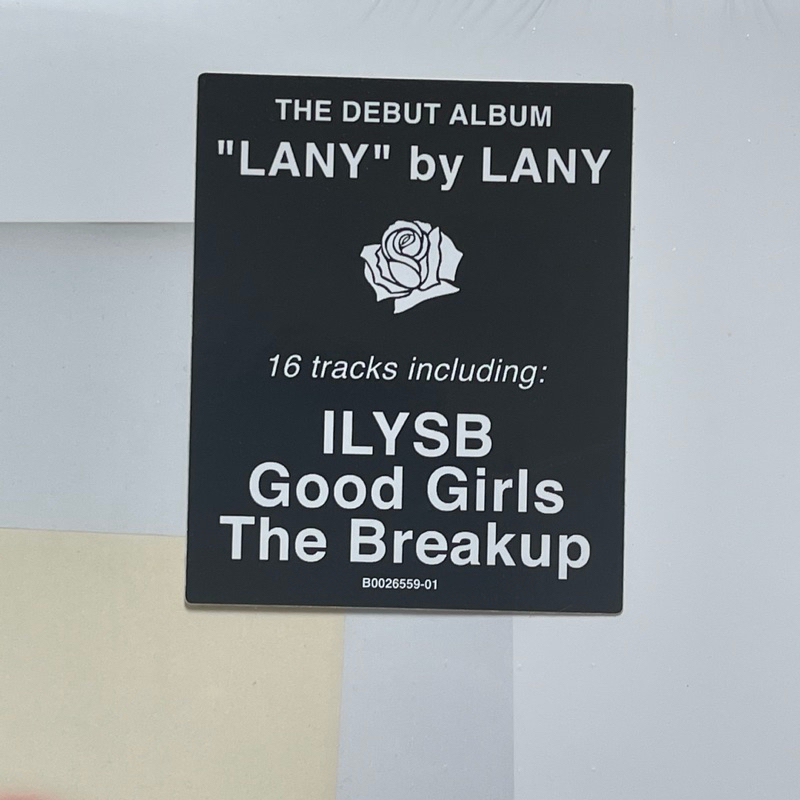 THE DEBUT ALBUM
"LANY" by LANY
16 tracks including:
ILYSB
Good Girls
The Breakup
B0026559-01